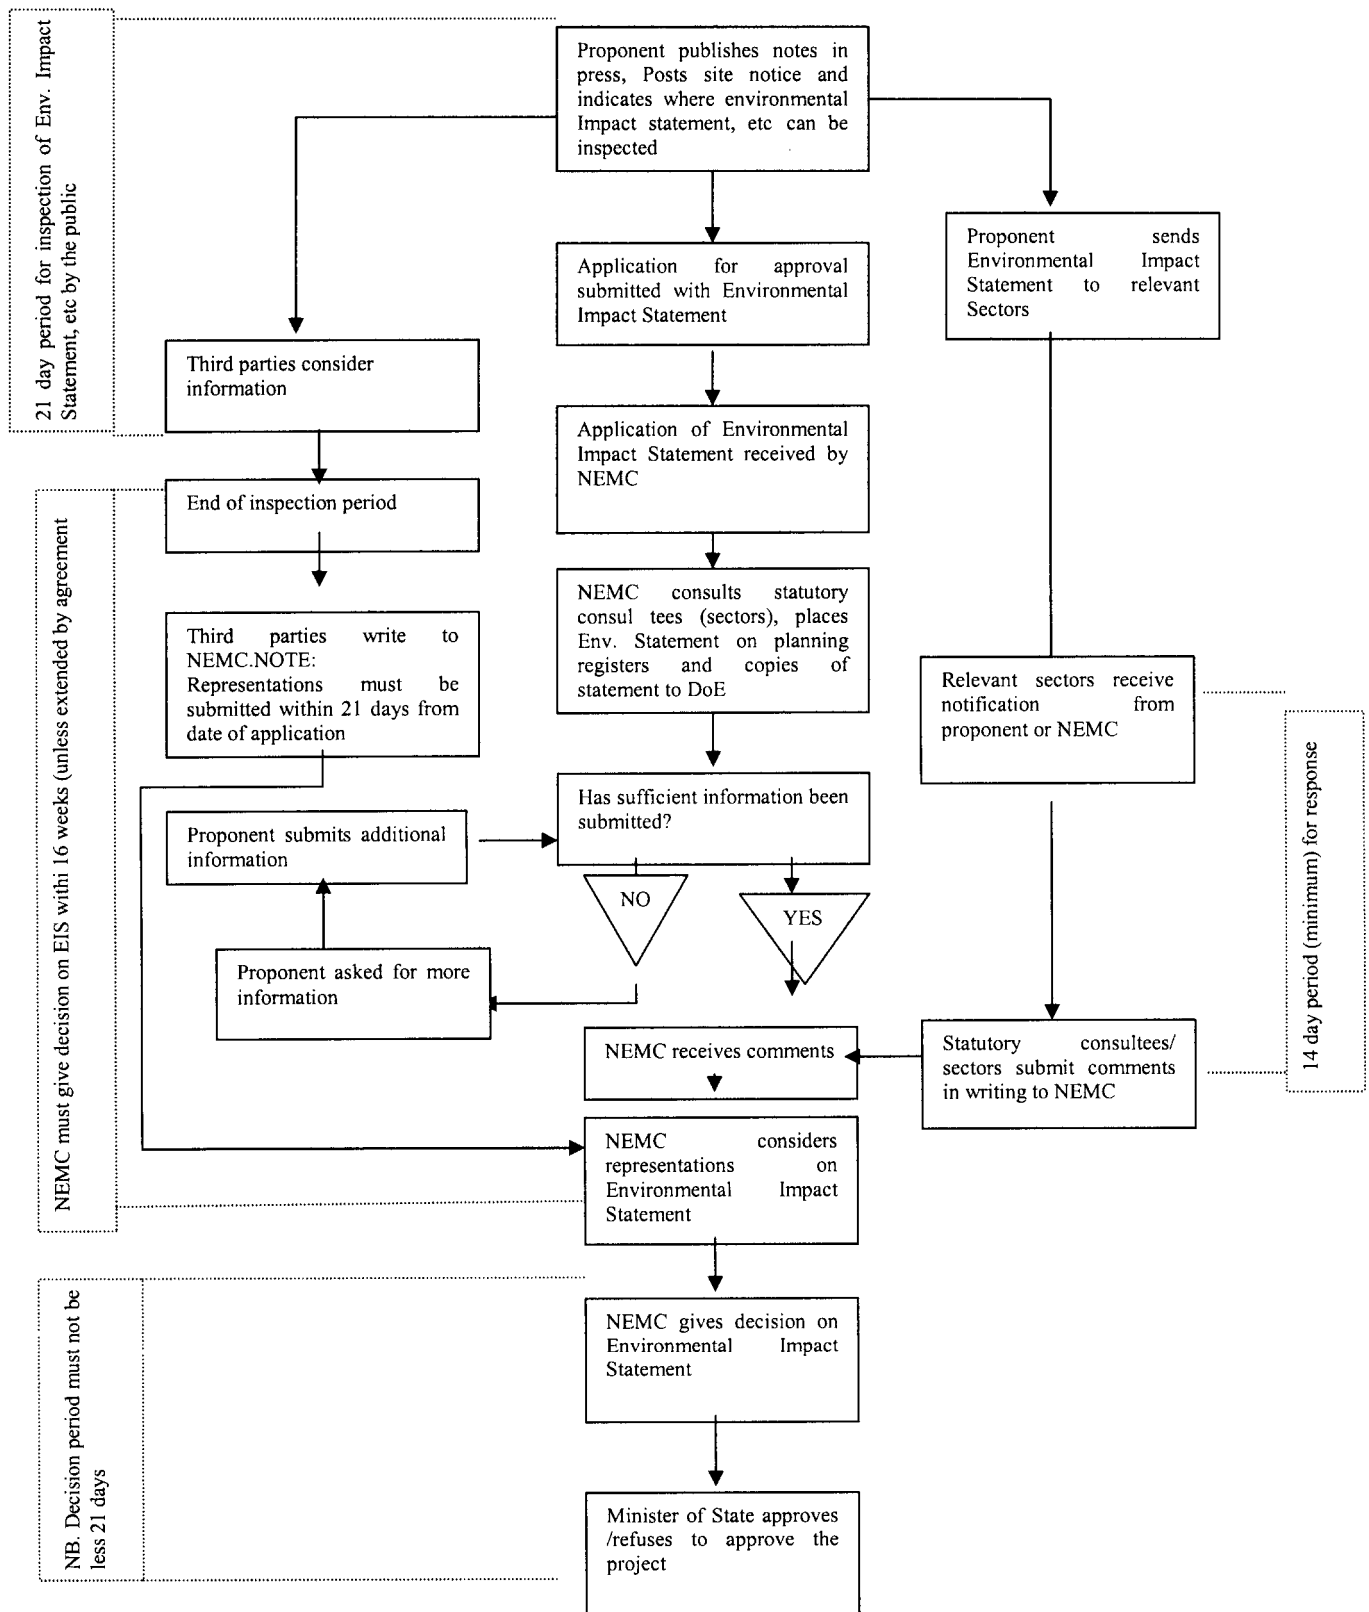 21 day period for inspection of Env. Impact
Statement, etc by the public
Proponent publishes notes in
press, Posts site notice and
indicates where environmental
Impact statement, etc can be
inspected
Proponent sends
Environmental Impact
Statement to relevant
Sectors
Application for approval
submitted with Environmental
Impact Statement
Third parties consider
information
Application of Environmental
Impact Statement received by
NEMC
End of inspection period
NEMC must give decision on EIS withi 16 weeks (unless extended by agreement
NEMC consults statutory
consul tees (sectors), places
Env. Statement on planning
registers and copies of
statement to DoE
Third parties write to
NEMC.NOTE:
Representations must be
submitted within 21 days from
date of application
Relevant sectors receive
notification from
proponent or NEMC
14 day period (minimum) for response
Has sufficient information been
submitted?
Proponent submits additional
information
NO
YES
Proponent asked for more
information
NEMC receives comments
Statutory consultees/
sectors submit comments
in writing to NEMC
NEMC considers
representations on
Environmental Impact
Statement
NB. Decision period must not be
less 21 days
NEMC gives decision on
Environmental Impact
Statement
Minister of State approves
/refuses to approve the
project